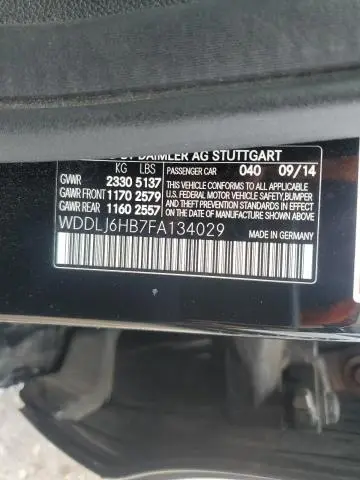 DAIMLER AG STUTTGART
KG LBS PASSENGER CAR 040 09/14
GVWR 2330 5137 THIS VEHICLE CONFORMS TO ALL APPLICABLE
GAWR FRONT 1170 2579 U.S. FEDERAL MOTOR VEHICLE SAFETY, BUMPER,
GAWR REAR 1160 2557 AND THEFT PREVENTION STANDARDS IN EFFECT
ON THE DATE OF MANUFACTURE SHOWN ABOVE.
WDDLJ6HB7FA134029 MADE IN GERMANY